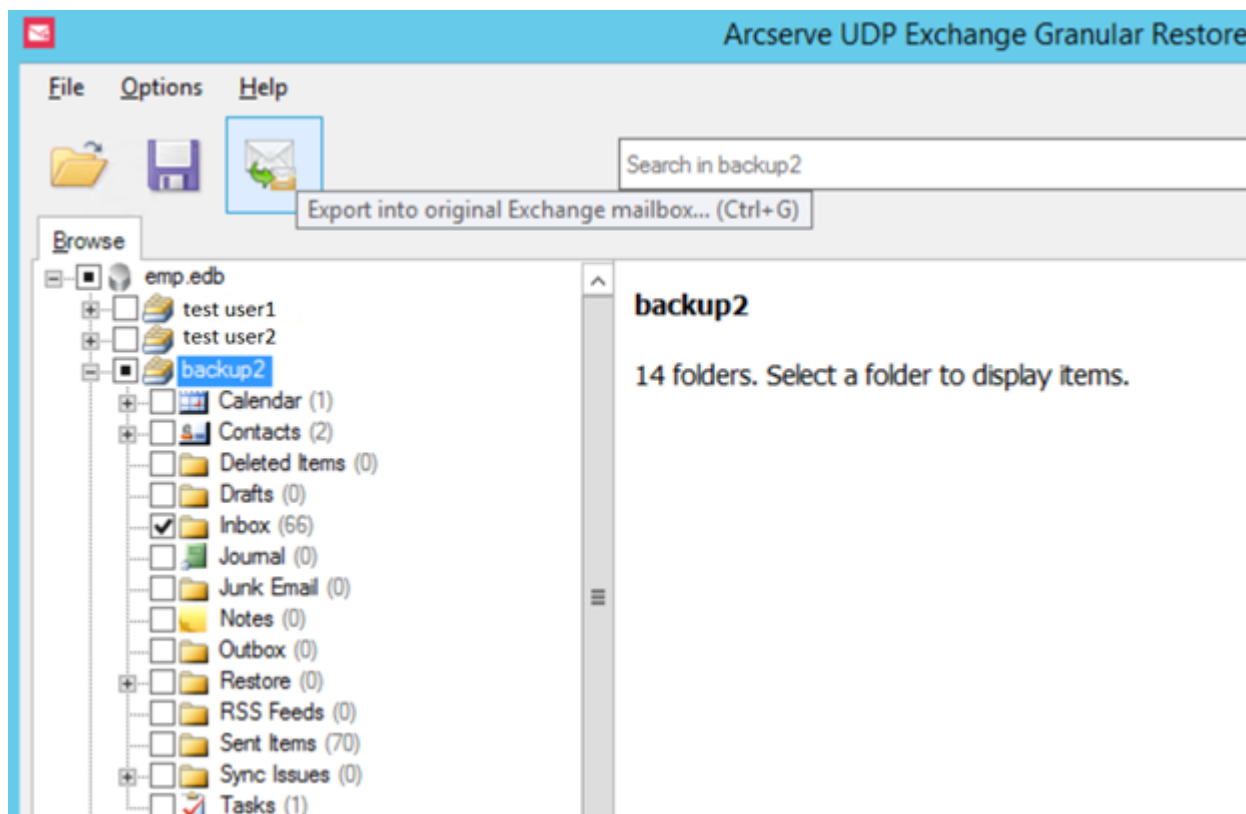 Arcserve UDP Exchange Granular Restore
File Options Help
Search in backup2
Export into original Exchange mailbox... (Ctrl+G)
Browse
emp.edb
test user1
test user2
backup2
Calendar (1)
Contacts (2)
Deleted Items (0)
Drafts (0)
Inbox (66)
Journal (0)
Junk Email (0)
Notes (0)
Outbox (0)
Restore (0)
RSS Feeds (0)
Sent Items (70)
Sync Issues (0)
Tasks (1)
backup2
14 folders. Select a folder to display items.